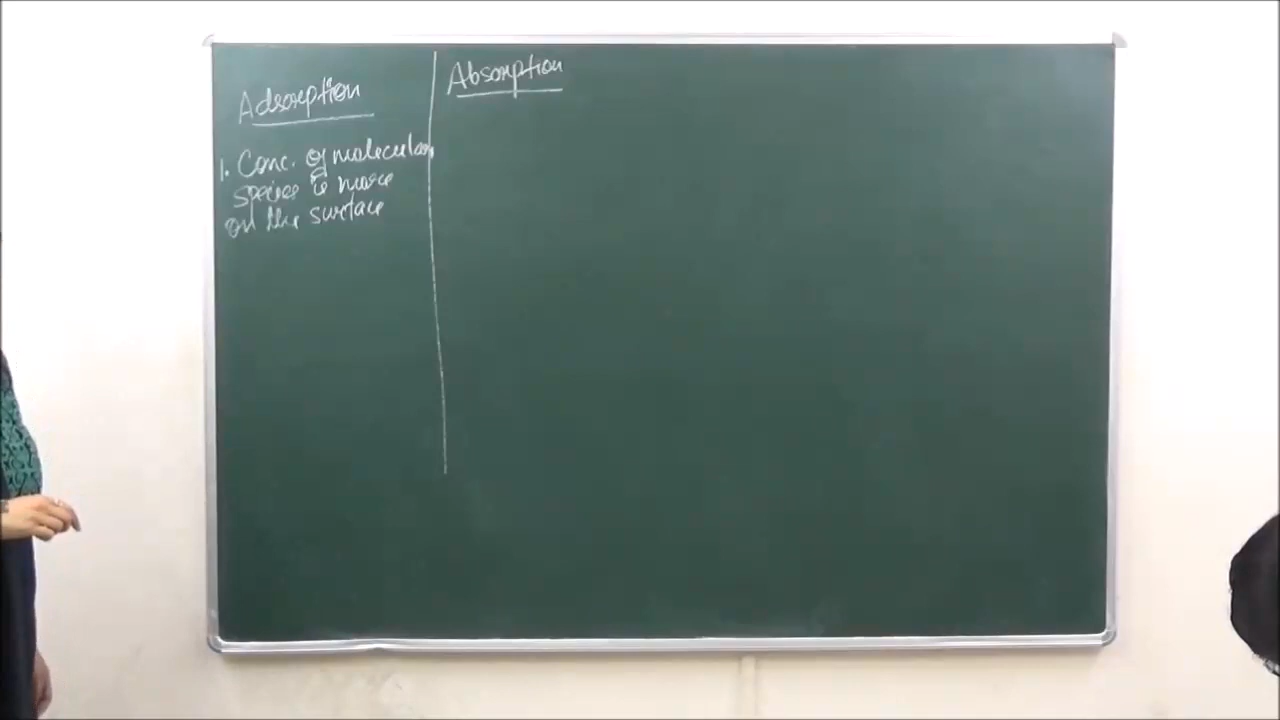 Adsorption
1. Conc. of molecular
species is more
on the surface
Absorption